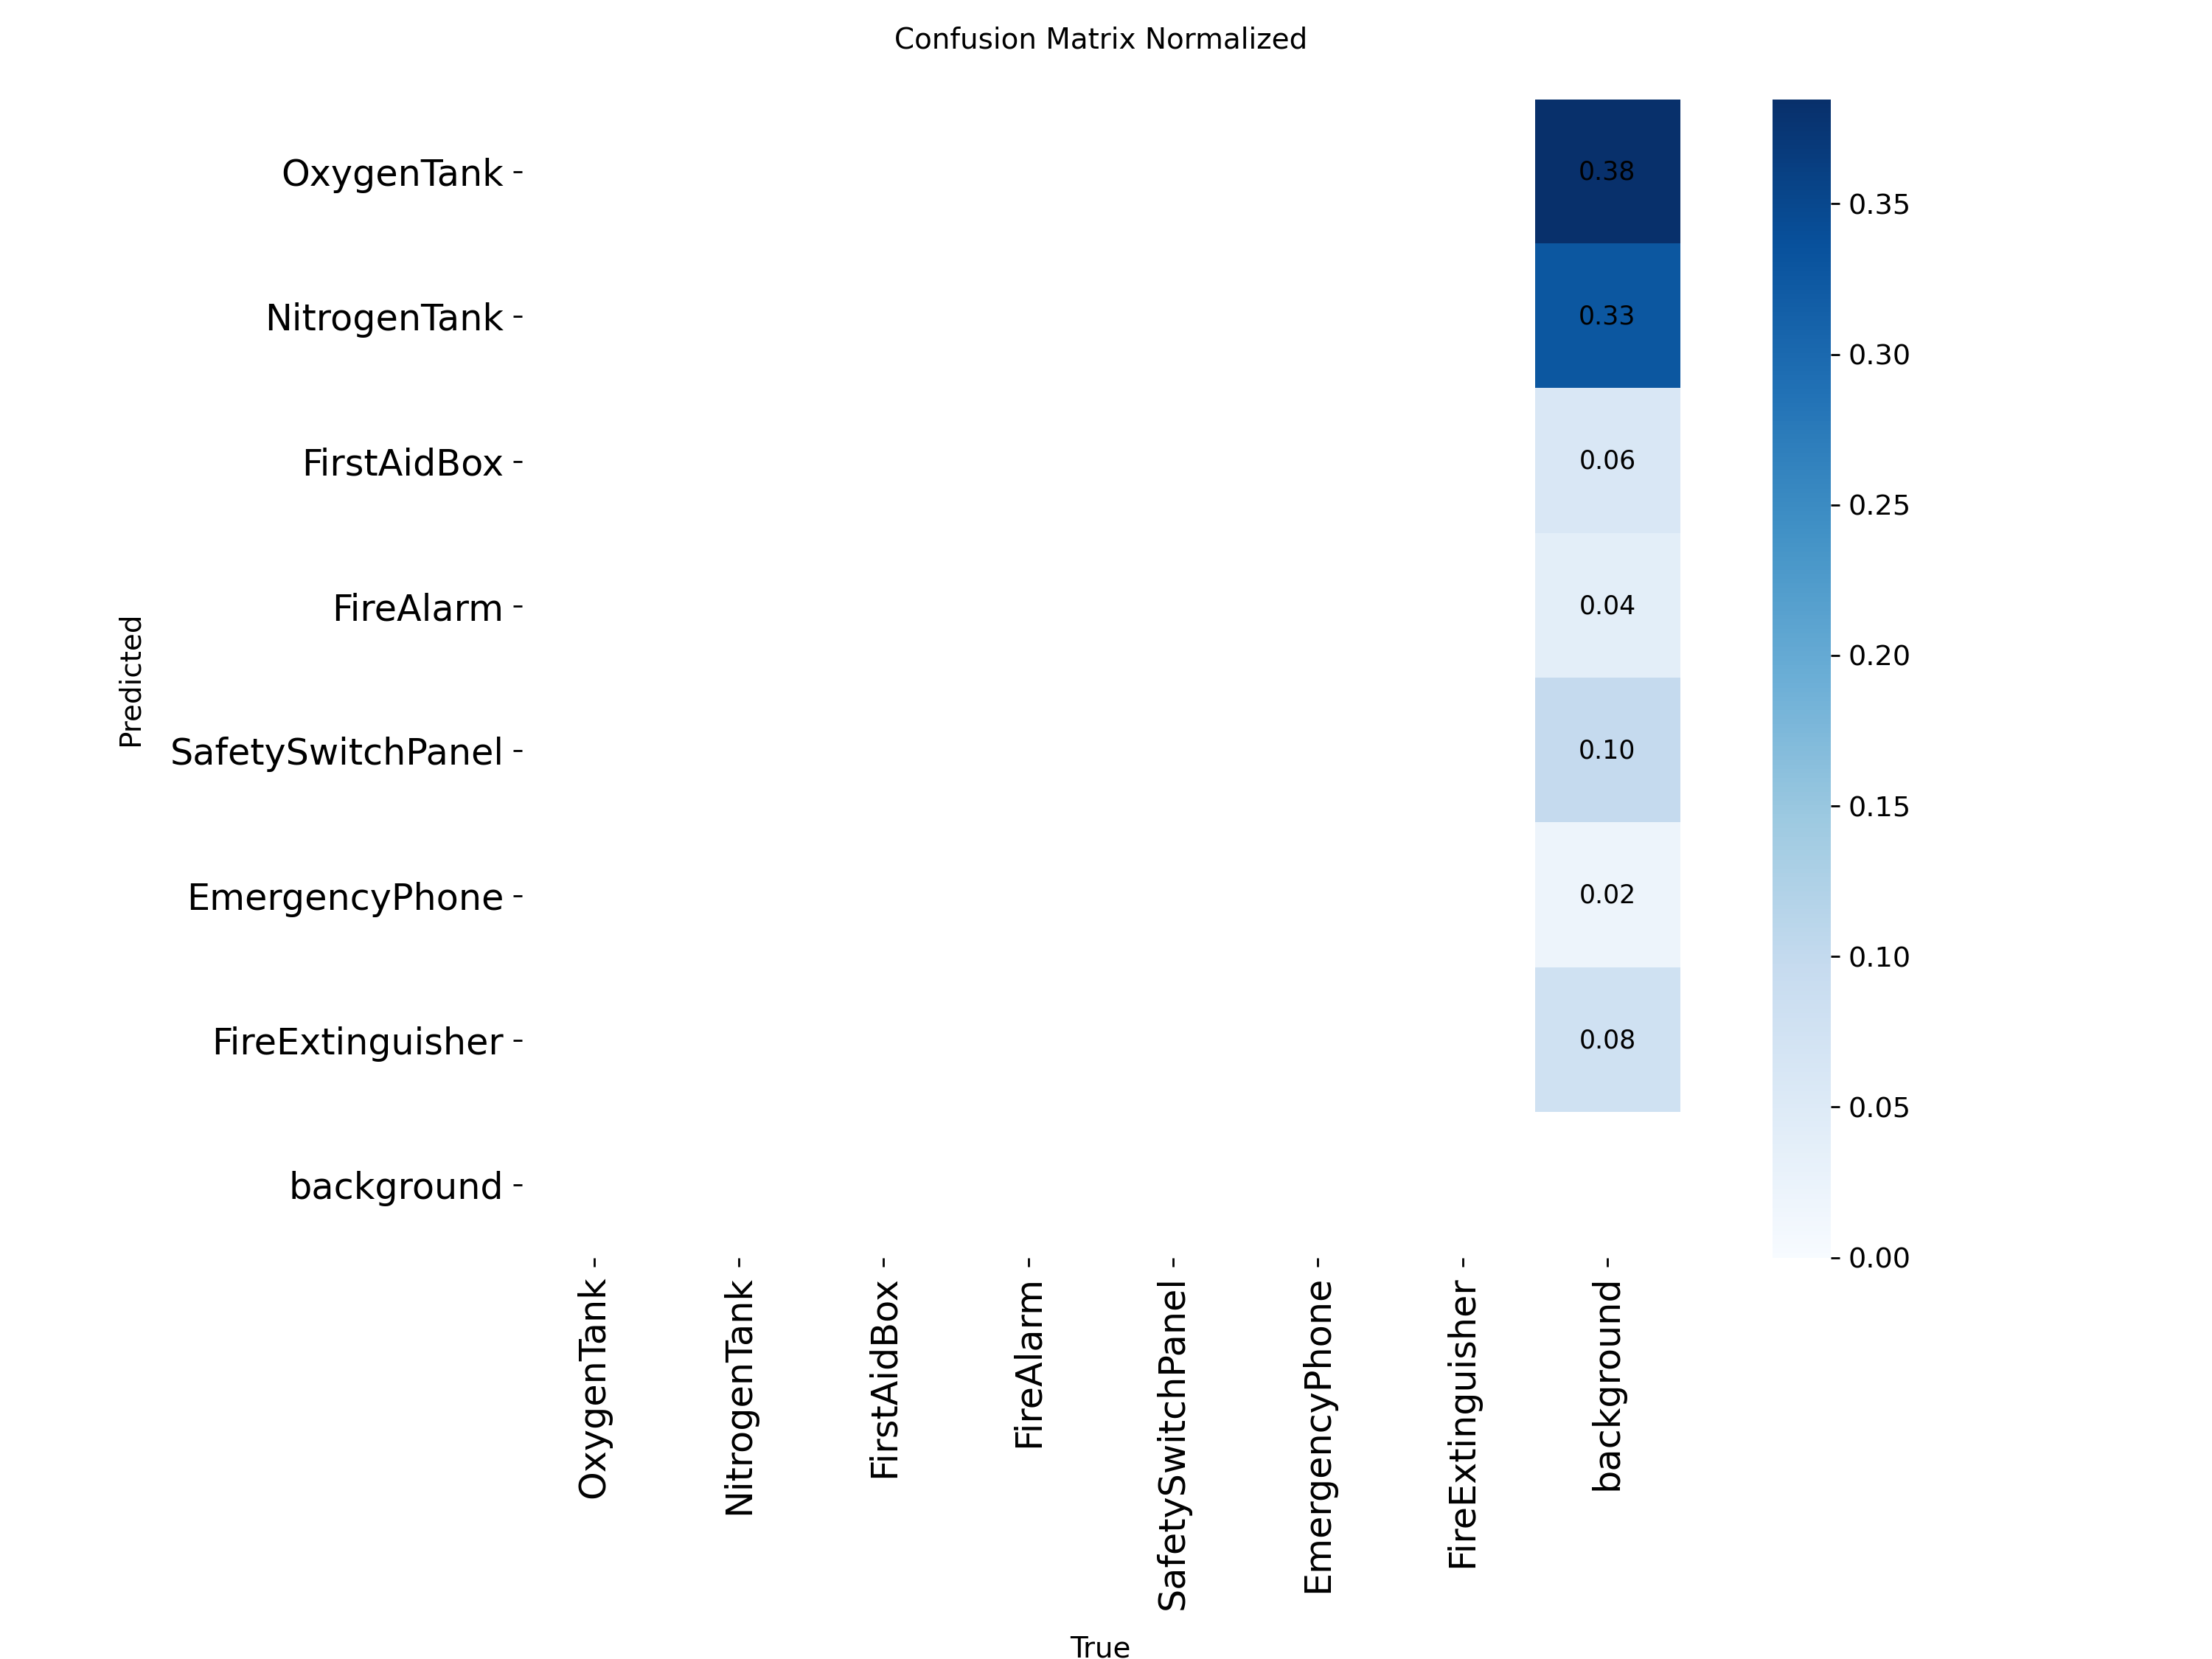 Confusion Matrix Normalized
OxygenTank
0.38
NitrogenTank
0.33
FirstAidBox
0.06
FireAlarm
0.04
SafetySwitchPanel
0.10
EmergencyPhone
0.02
FireExtinguisher
0.08
background
Predicted
OxygenTank
NitrogenTank
FirstAidBox
FireAlarm
SafetySwitchPanel
EmergencyPhone
FireExtinguisher
background
True
0.35
0.30
0.25
0.20
0.15
0.10
0.05
0.00